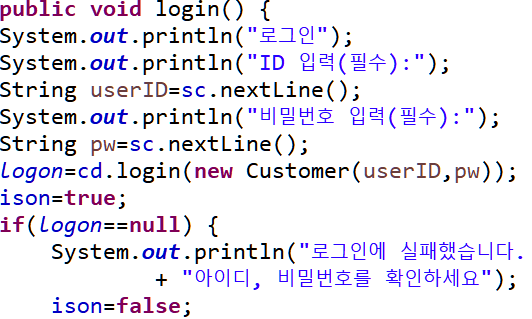 public void login() {
System.out.println("로그인");
System.out.println("ID 입력(필수):");
String userID=sc.nextLine();
System.out.println("비밀번호 입력(필수):");
String pw=sc.nextLine();
logon=cd.login(new Customer(userID,pw));
ison=true;
if(logon==null) {
System.out.println("로그인에 실패했습니다.
+ "아이디, 비밀번호를 확인하세요");
ison=false;